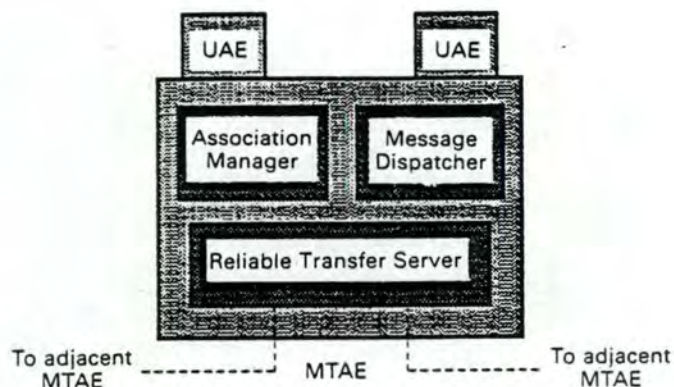 UAE
UAE
Association
Manager
Message
Dispatcher
Reliable Transfer Server
To adjacent
MTAE
MTAE
To adjacent
MTAE